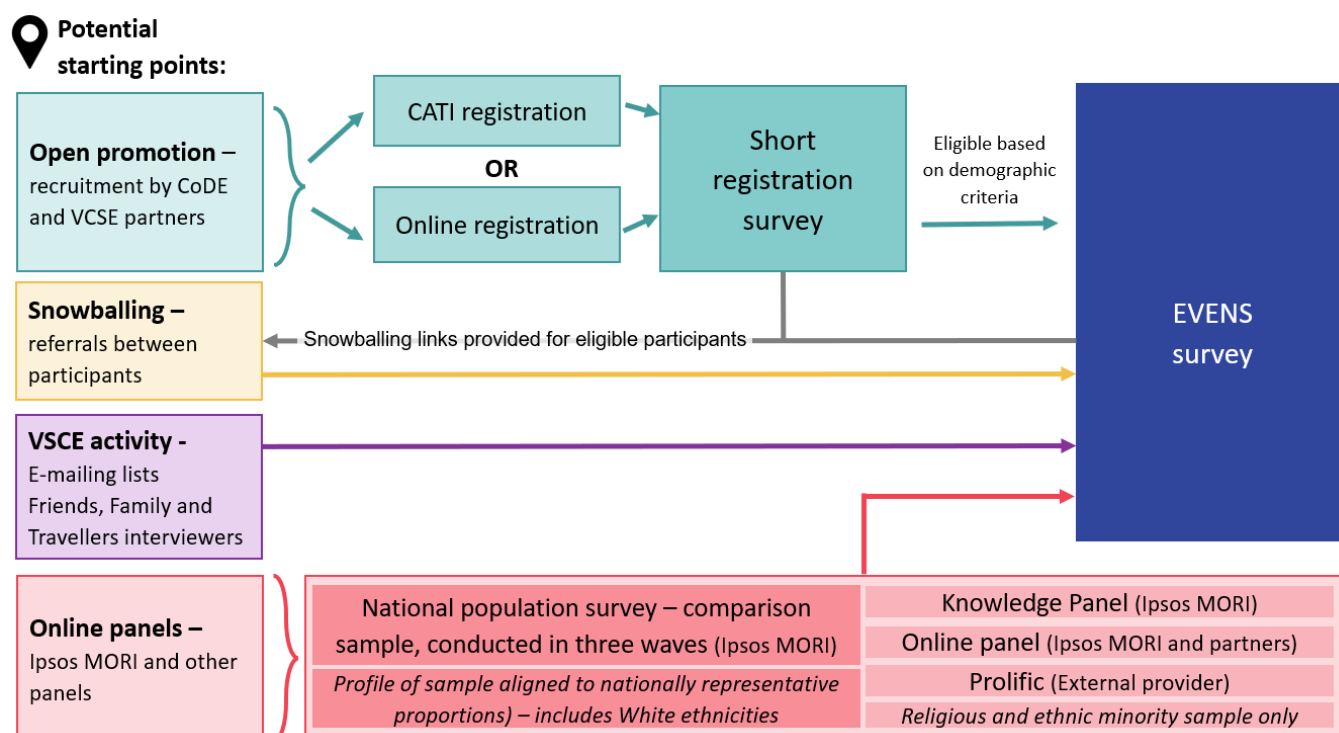 Potential
starting points:
Open promotion –
recruitment by CoDE
and VCSE partners
CATI registration
OR
Online registration
Short
registration
survey
Eligible based
on demographic
criteria
EVENS
survey
Snowballing –
referrals between
participants
Snowballing links provided for eligible participants
VSCE activity -
E-mailing lists
Friends, Family and
Travellers interviewers
Online panels –
Ipsos MORI and other
panels
National population survey – comparison
sample, conducted in three waves (Ipsos MORI)
Profile of sample aligned to nationally representative
proportions) – includes White ethnicities
Knowledge Panel (Ipsos MORI)
Online panel (Ipsos MORI and partners)
Prolific (External provider)
Religious and ethnic minority sample only